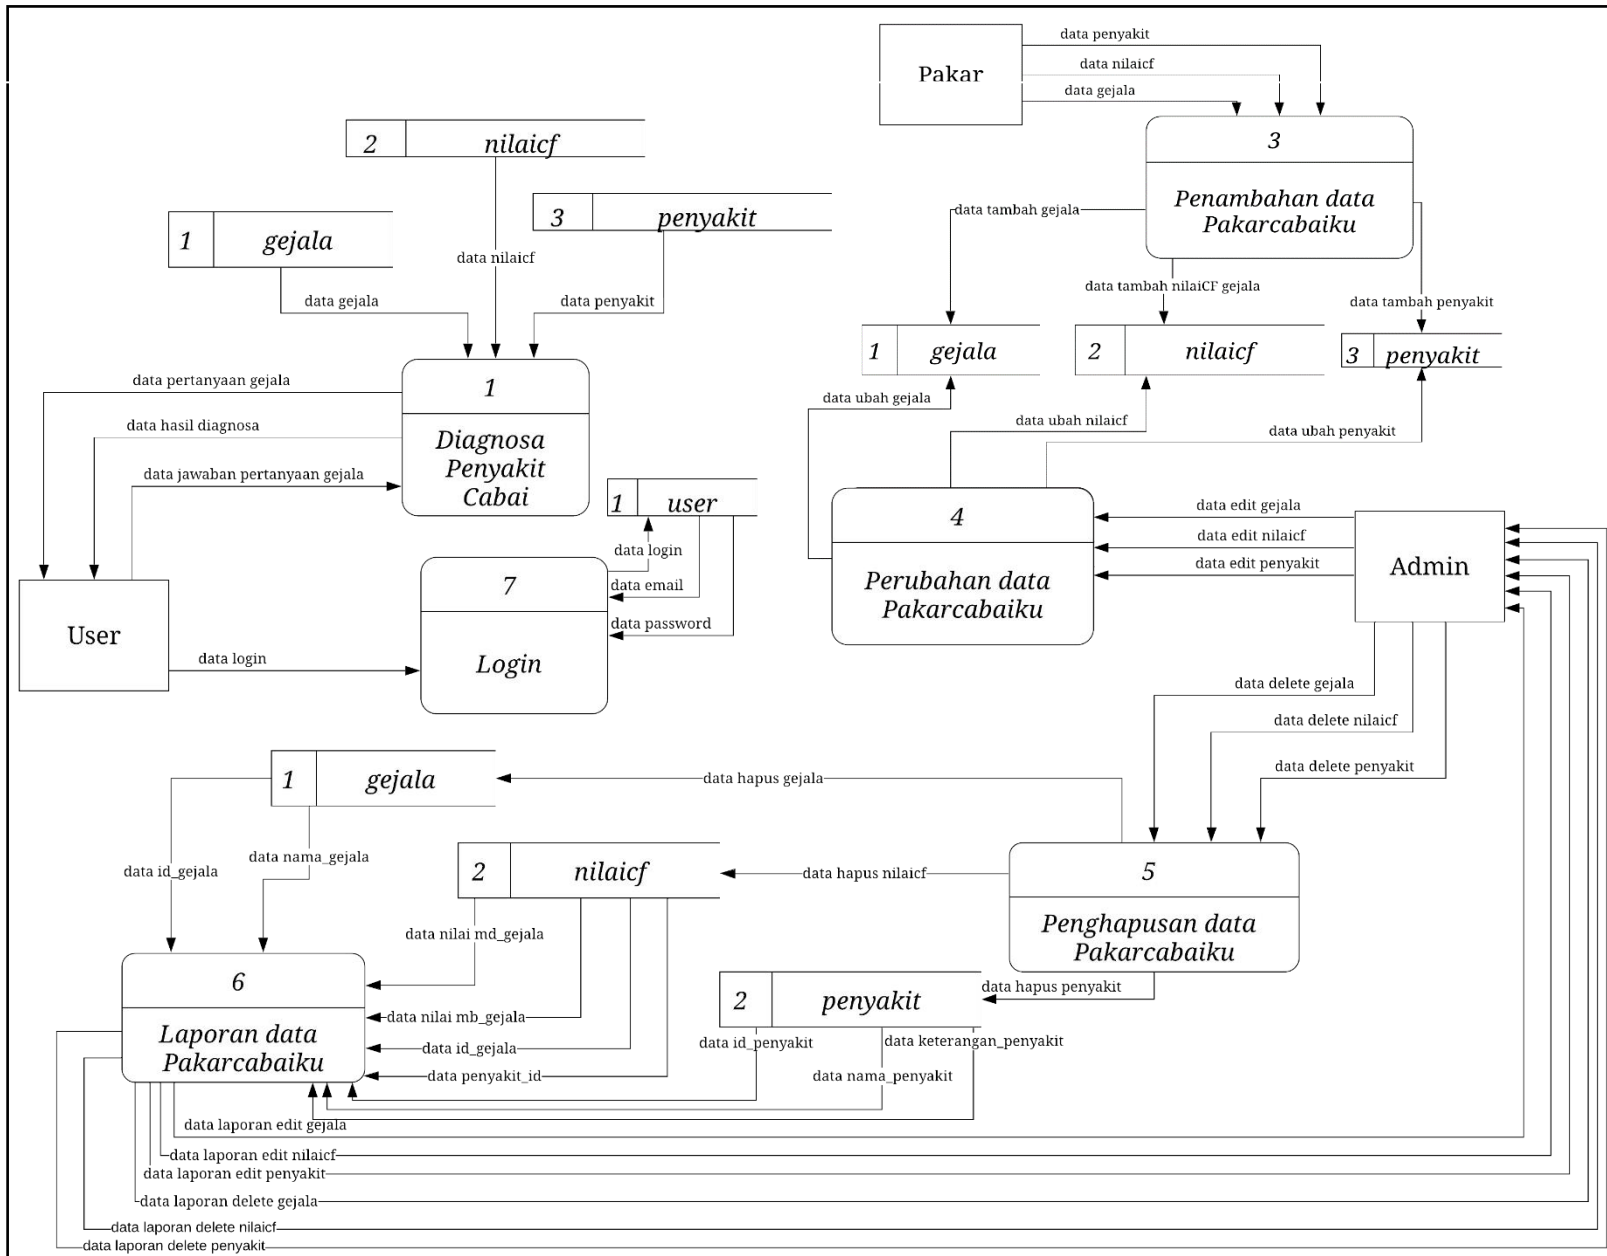 data penyakit
Pakar
data nilaicf
data gejala
2
nilaicf
3
Penambahan data
Pakarcabaiku
3
penyakit
data tambah gejala
1
gejala
data nilaicf
data gejala
data penyakit
data tambah nilaiCF gejala
data tambah penyakit
1
gejala
2
nilaicf
3
penyakit
data pertanyaan gejala
1
Diagnosa
Penyakit
Cabai
data hasil diagnosa
data jawaban pertanyaan gejala
data ubah gejala
data ubah nilaicf
data ubah penyakit
1
user
data login
data email
data password
7
Login
User
data login
4
Perubahan data
Pakarcabaiku
data edit gejala
data edit nilaicf
data edit penyakit
Admin
data delete gejala
data delete nilaicf
data delete penyakit
1
gejala
data hapus gejala
data id_gejala
data nama_gejala
2
nilaicf
data hapus nilaicf
5
Penghapusan data
Pakarcabaiku
data nilai md_gejala
6
Laporan data
Pakarcabaiku
data nilai mb_gejala
data id_gejala
data penyakit_id
2
penyakit
data hapus penyakit
data id_penyakit
data keterangan_penyakit
data nama_penyakit
data laporan edit gejala
data laporan edit nilaicf
data laporan edit penyakit
data laporan delete gejala
data laporan delete nilaicf
data laporan delete penyakit